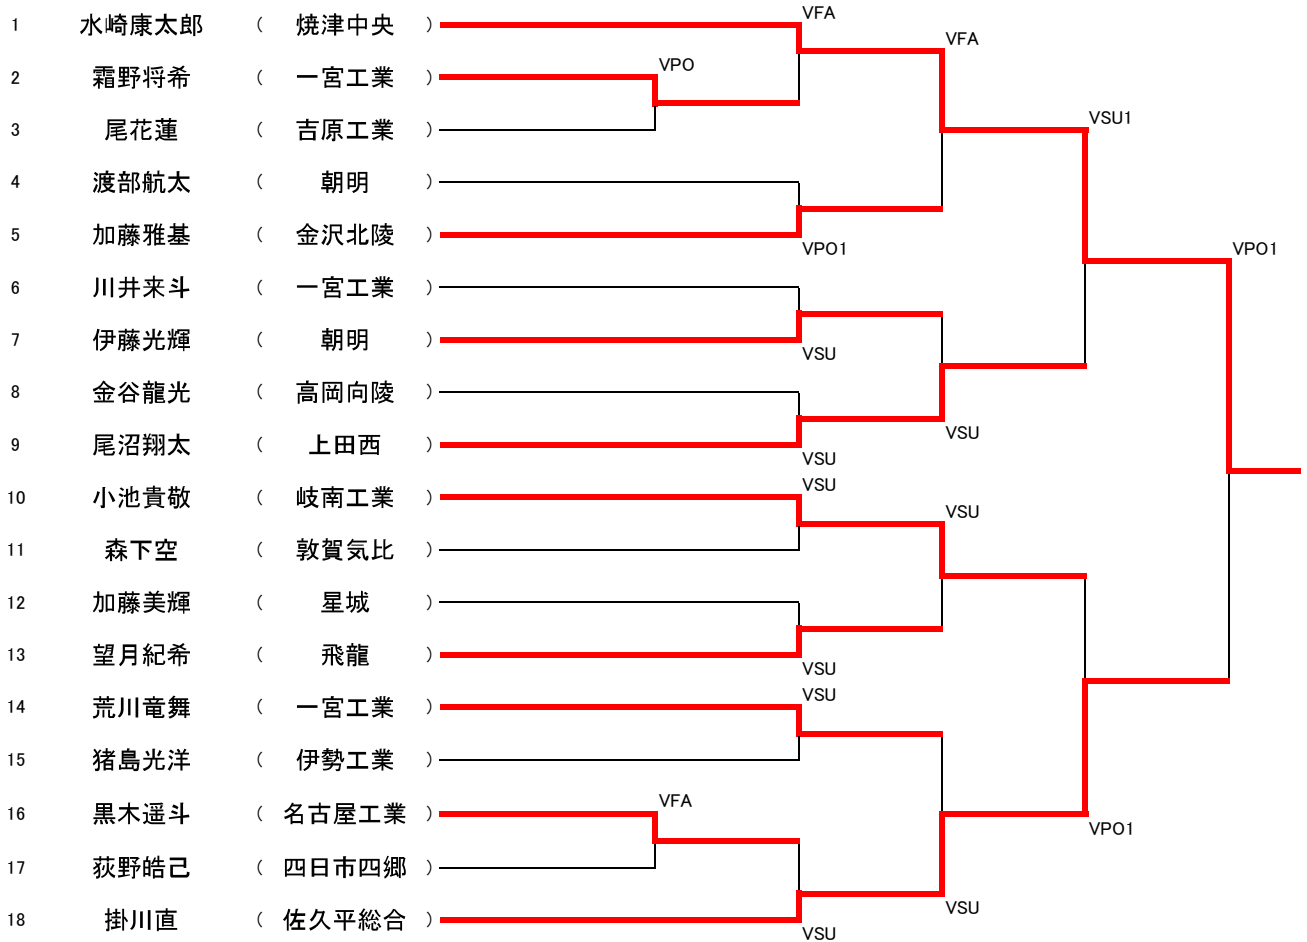 1 水崎康太郎 ( 焼津中央 )
2 霜野将希 ( 一宮工業 )
3 尾花蓮 ( 吉原工業 )
4 渡部航太 ( 朝明 )
5 加藤雅基 ( 金沢北陵 )
6 川井来斗 ( 一宮工業 )
7 伊藤光輝 ( 朝明 )
8 金谷龍光 ( 高岡向陵 )
9 尾沼翔太 ( 上田西 )
10 小池貴敬 ( 岐南工業 )
11 森下空 ( 敦賀気比 )
12 加藤美輝 ( 星城 )
13 望月紀希 ( 飛龍 )
14 荒川竜舞 ( 一宮工業 )
15 猪島光洋 ( 伊勢工業 )
16 黒木遥斗 ( 名古屋工業 )
17 荻野皓己 ( 四日市四郷 )
18 掛川直 ( 佐久平総合 )
VPO
VFA
VFA
VPO1
VSU
VSU
VSU
VSU
VSU
VSU
VFA
VSU
VSU
VSU
VSU1
VPO1
VPO1